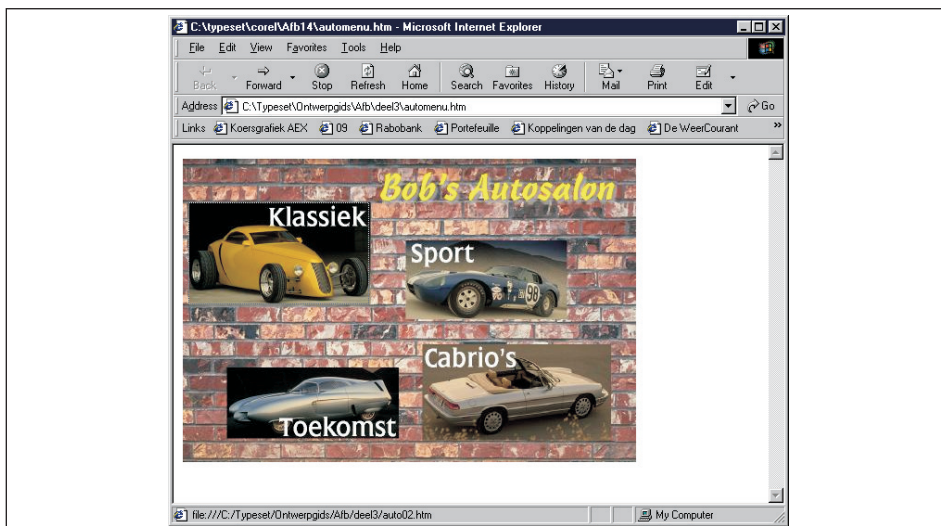 C:\typeset\corel\Afb14\automenu.htm - Microsoft Internet Explorer
File Edit View Favorites Tools Help
Back Forward Stop Refresh Home Search Favorites History Mail Print Edit
Address C:\Typeset\Ontwerpgids\Afb\deel3\automenu.htm Go
Links Koersgrafiek AEX 09 Rabobank Portefeuille Koppelingen van de dag De WeerCourant »
Bob's Autosalon
Klassiek
Sport
98
Cabrio's
Toekomst
file:///C:/Typeset/Ontwerpgids/Afb/deel3/auto02.htm My Computer